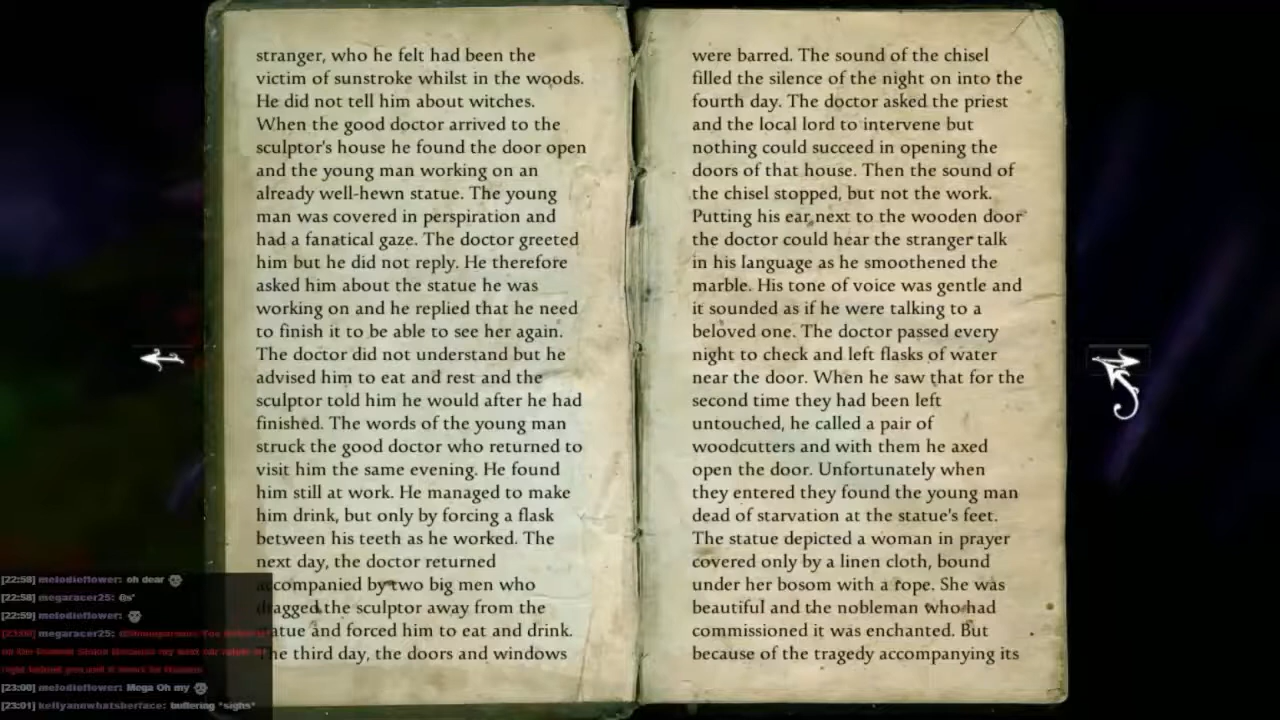 stranger, who he felt had been the
victim of sunstroke whilst in the woods.
He did not tell him about witches.
When the good doctor arrived to the
sculptor's house he found the door open
and the young man working on an
already well-hewn statue. The young
man was covered in perspiration and
had a fanatical gaze. The doctor greeted
him but he did not reply. He therefore
asked him about the statue he was
working on and he replied that he need
to finish it to be able to see her again.
The doctor did not understand but he
advised him to eat and rest and the
sculptor told him he would after he had
finished. The words of the young man
struck the good doctor who returned to
visit him the same evening. He found
him still at work. He managed to make
him drink, but only by forcing a flask
between his teeth as he worked. The
next day, the doctor returned
accompanied by two big men who
dragged the sculptor away from the
statue and forced him to eat and drink.
The third day, the doors and windows
were barred. The sound of the chisel
filled the silence of the night on into the
fourth day. The doctor asked the priest
and the local lord to intervene but
nothing could succeed in opening the
doors of that house. Then the sound of
the chisel stopped, but not the work.
Putting his ear next to the wooden door
the doctor could hear the stranger talk
in his language as he smoothened the
marble. His tone of voice was gentle and
it sounded as if he were talking to a
beloved one. The doctor passed every
night to check and left flasks of water
near the door. When he saw that for the
second time they had been left
untouched, he called a pair of
woodcutters and with them he axed
open the door. Unfortunately when
they entered they found the young man
dead of starvation at the statue's feet.
The statue depicted a woman in prayer
covered only by a linen cloth, bound
under her bosom with a rope. She was
beautiful and the nobleman who had
commissioned it was enchanted. But
because of the tragedy accompanying its
[22:58] melodieflower: oh dear
[22:58] megaracer25:
[22:59] melodieflower:
megaracer25:
[23:00] melodieflower: Mega Oh my
[23:01] kellyannwhatsherface: buffering *sighs*